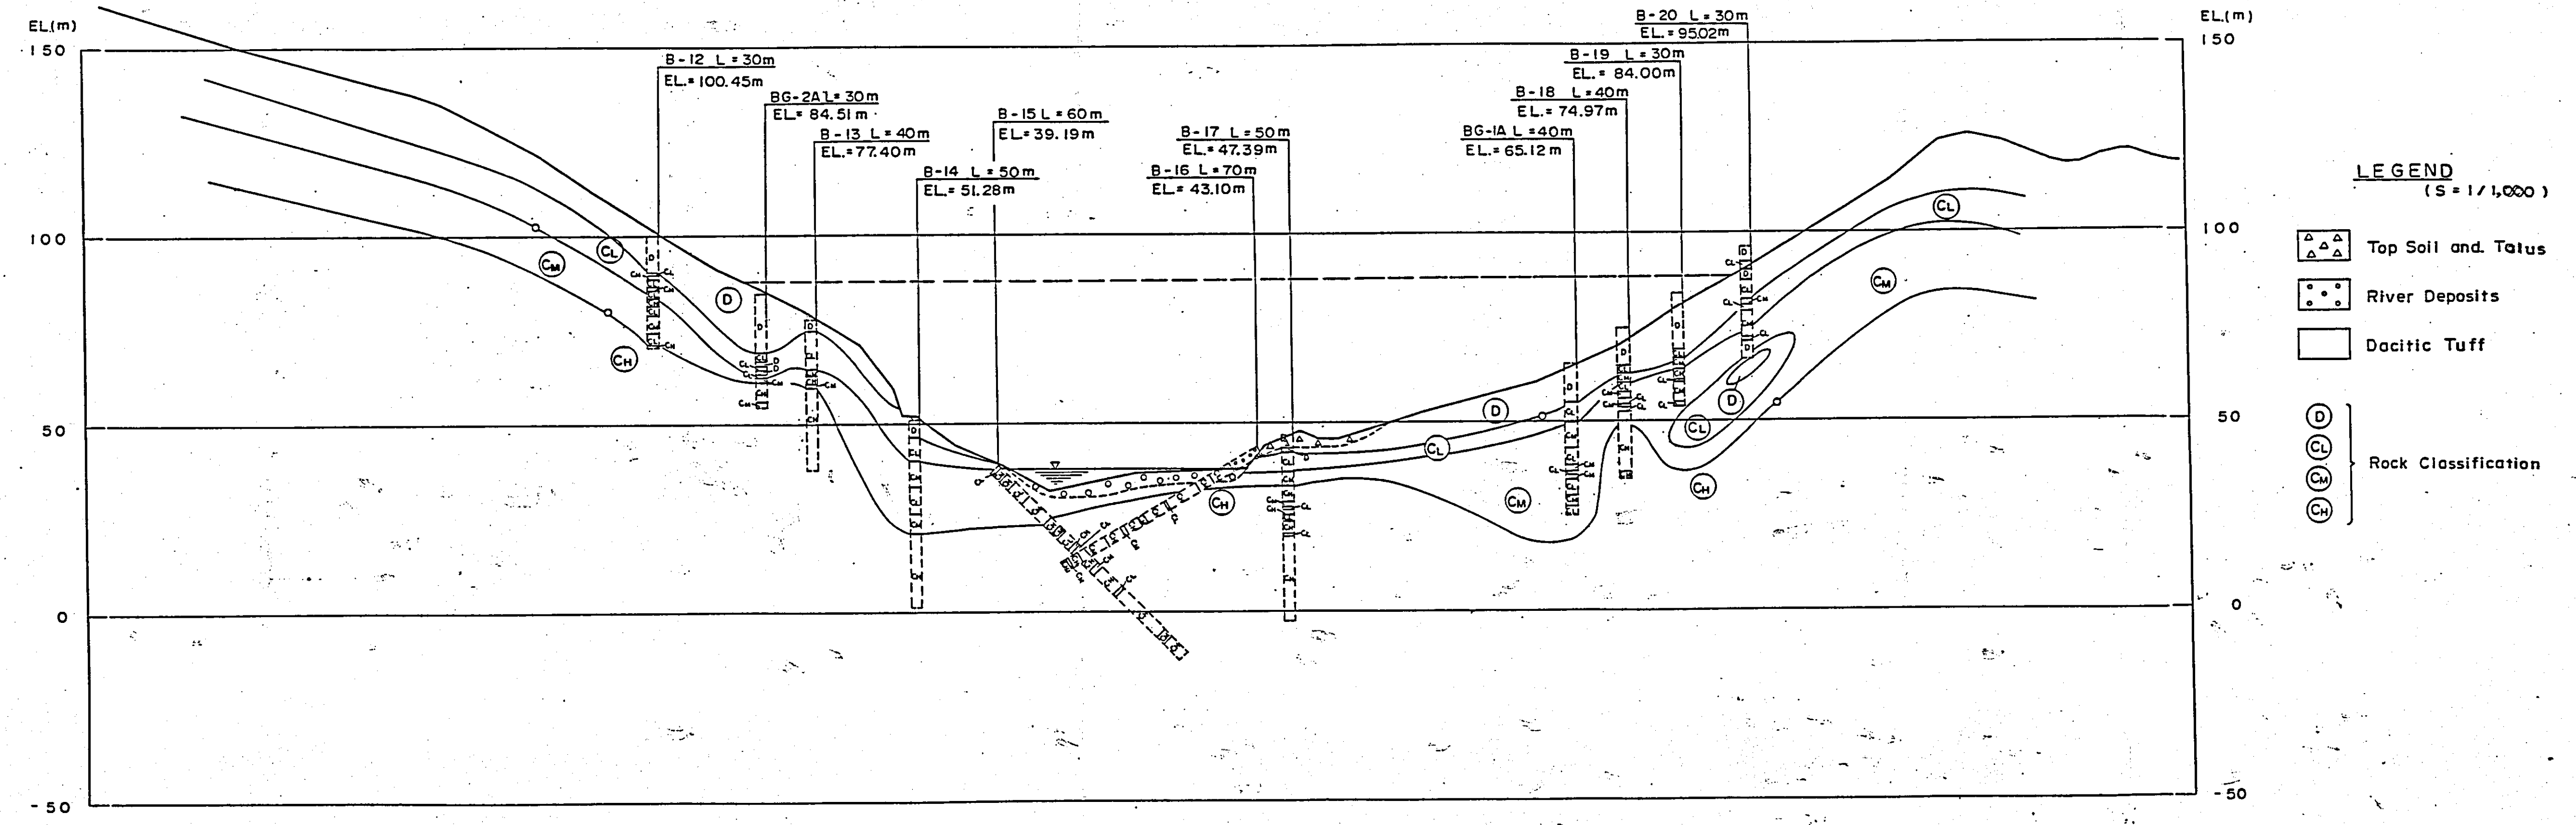 EL.(m)
150
100
50
0
-50
B-12 L = 30m
EL. = 100.45m
BG-2A L = 30m
EL = 84.51 m
B-13 L = 40m
EL. = 77.40m
B-14 L = 50m
EL. = 51.28m
B-15 L = 60m
EL = 39.19m
B-16 L = 70m
EL. = 43.10m
B-17 L = 50m
EL. = 47.39m
BG-1A L = 40m
EL. = 65.12m
B-18 L = 40m
EL. = 74.97m
B-19 L = 30m
EL. = 84.00m
B-20 L = 30m
EL. = 95.02m
EL.(m)
150
100
50
0
-50
CL
CM
CH
D
CH
D
CL
CM
D
CL
CH
CL
CM
LEGEND
(S = 1/1,000)
Top Soil and Talus
River Deposits
Dacitic Tuff
D
CL
CM
CH
Rock Classification